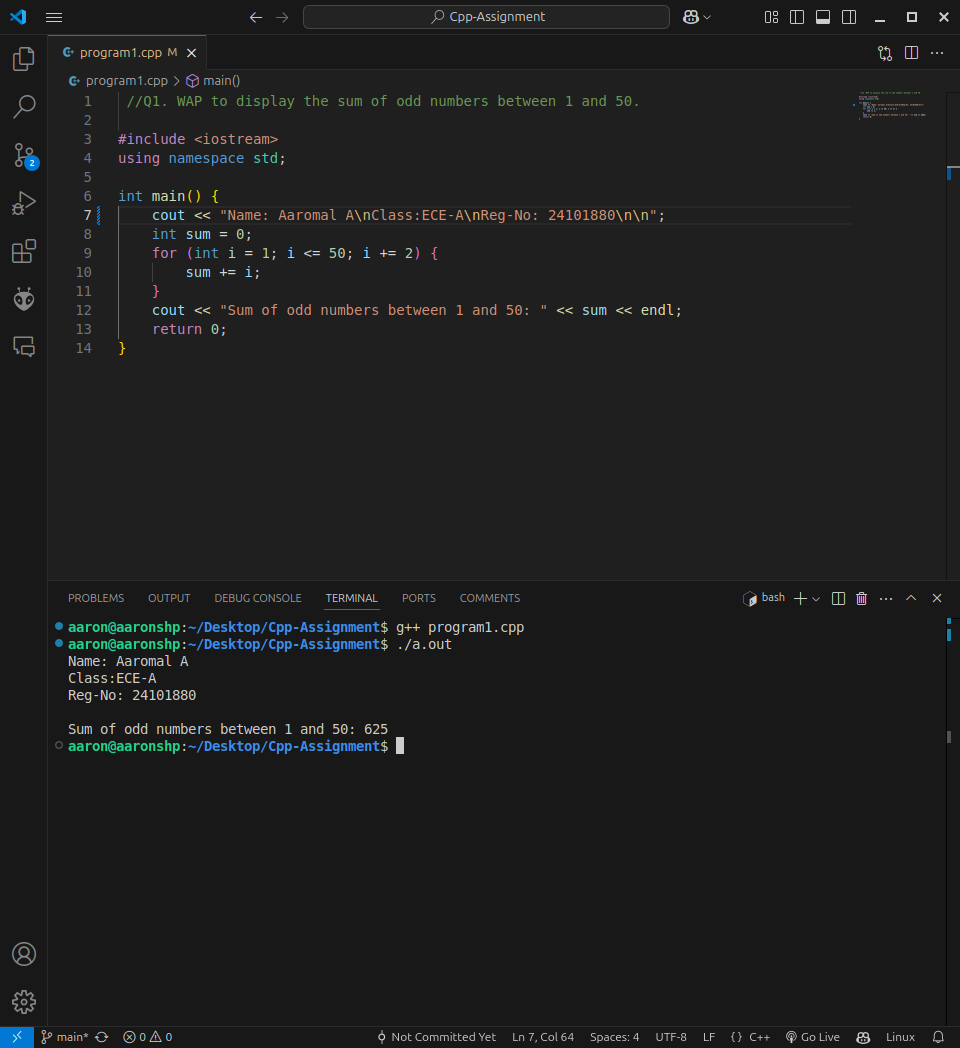 Cpp-Assignment
program1.cpp M
program1.cpp > main()
1 //Q1. WAP to display the sum of odd numbers between 1 and 50.
2
3 #include <iostream>
4 using namespace std;
5
6 int main() {
7 cout << "Name: Aaromal A\nClass:ECE-A\nReg-No: 24101880\n\n";
8 int sum = 0;
9 for (int i = 1; i <= 50; i += 2) {
10 sum += i;
11 }
12 cout << "Sum of odd numbers between 1 and 50: " << sum << endl;
13 return 0;
14 }
2
PROBLEMS OUTPUT DEBUG CONSOLE TERMINAL PORTS COMMENTS bash
aaron@aaronshp:~/Desktop/Cpp-Assignment$ g++ program1.cpp
aaron@aaronshp:~/Desktop/Cpp-Assignment$ ./a.out
Name: Aaromal A
Class:ECE-A
Reg-No: 24101880
Sum of odd numbers between 1 and 50: 625
aaron@aaronshp:~/Desktop/Cpp-Assignment$
main* 0 0 Not Committed Yet Ln 7, Col 64 Spaces: 4 UTF-8 LF {} C++ Go Live Linux